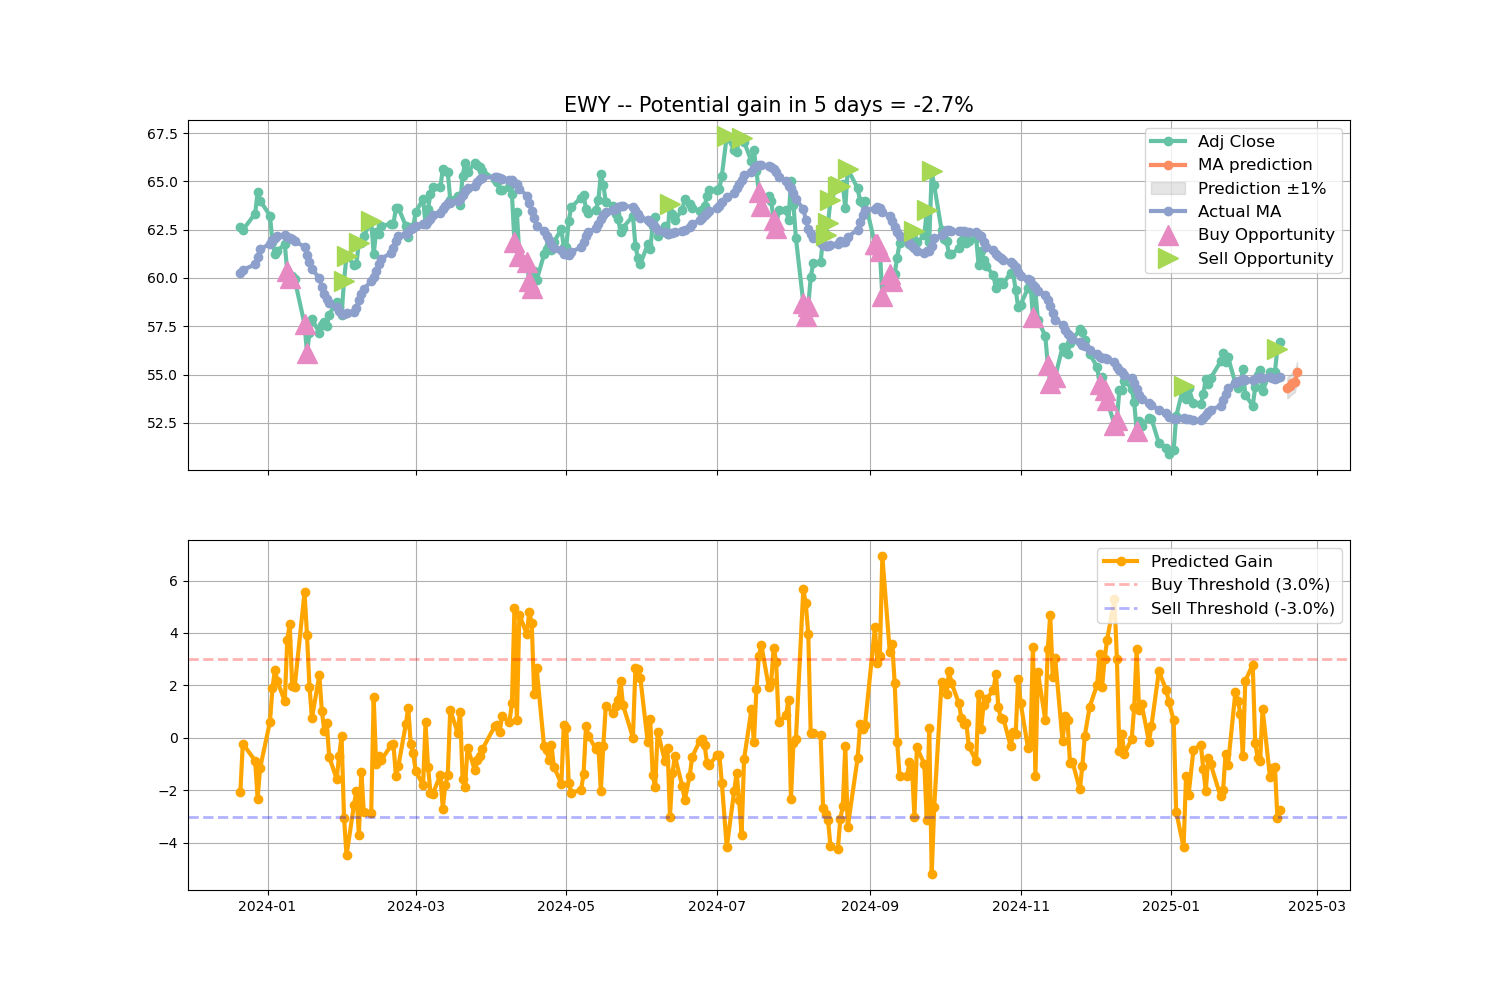 EWY -- Potential gain in 5 days = -2.7%
67.5
65.0
62.5
60.0
57.5
55.0
52.5
Adj Close
MA prediction
Prediction ±1%
Actual MA
Buy Opportunity
Sell Opportunity
6
4
2
0
−2
−4
Predicted Gain
Buy Threshold (3.0%)
Sell Threshold (-3.0%)
2024-01 2024-03 2024-05 2024-07 2024-09 2024-11 2025-01 2025-03